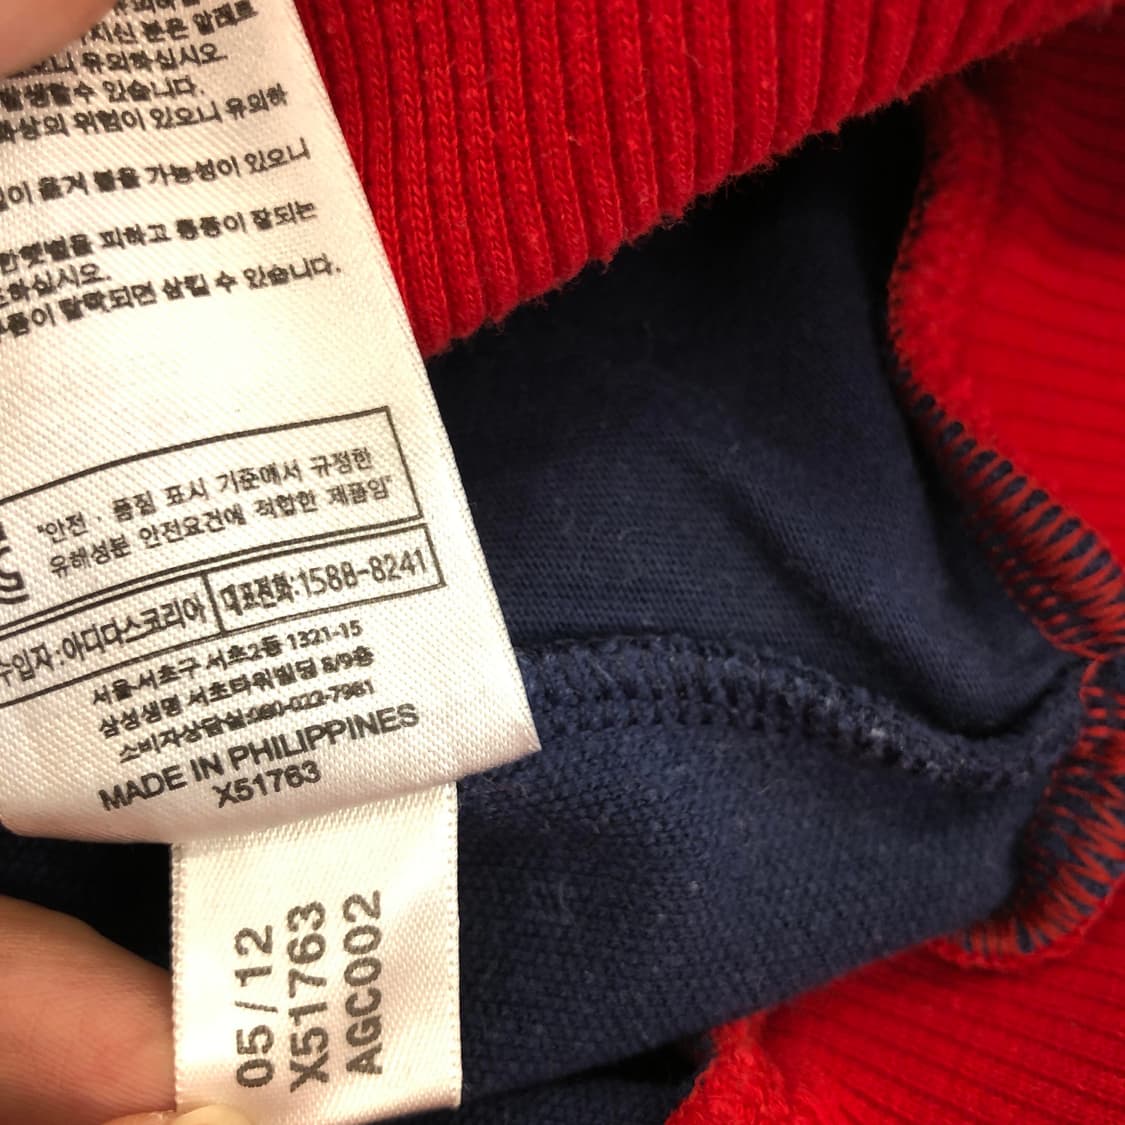 지신 분은 알레르
유의하십시오
발생할수 있습니다.
화상의 위험이 있으니 유의하
옮겨 붙을 가능성이 있으니
피하고 통풍이 잘되는
하십시오.
탈락되면 삼킬 수 있습니다.
"안전 · 품질 표시 기준에서 규정한
유해성분 안전요건에 적합한 제품임"
수입자:아디다스코리아 대표전화:1588-8241
서울 서초구 서초2동 1321-15
삼성생명 서초타워빌딩 8/9층
소비자상담실:080-022-7961
MADE IN PHILIPPINES
X51763
05/12
X51763
AGC002